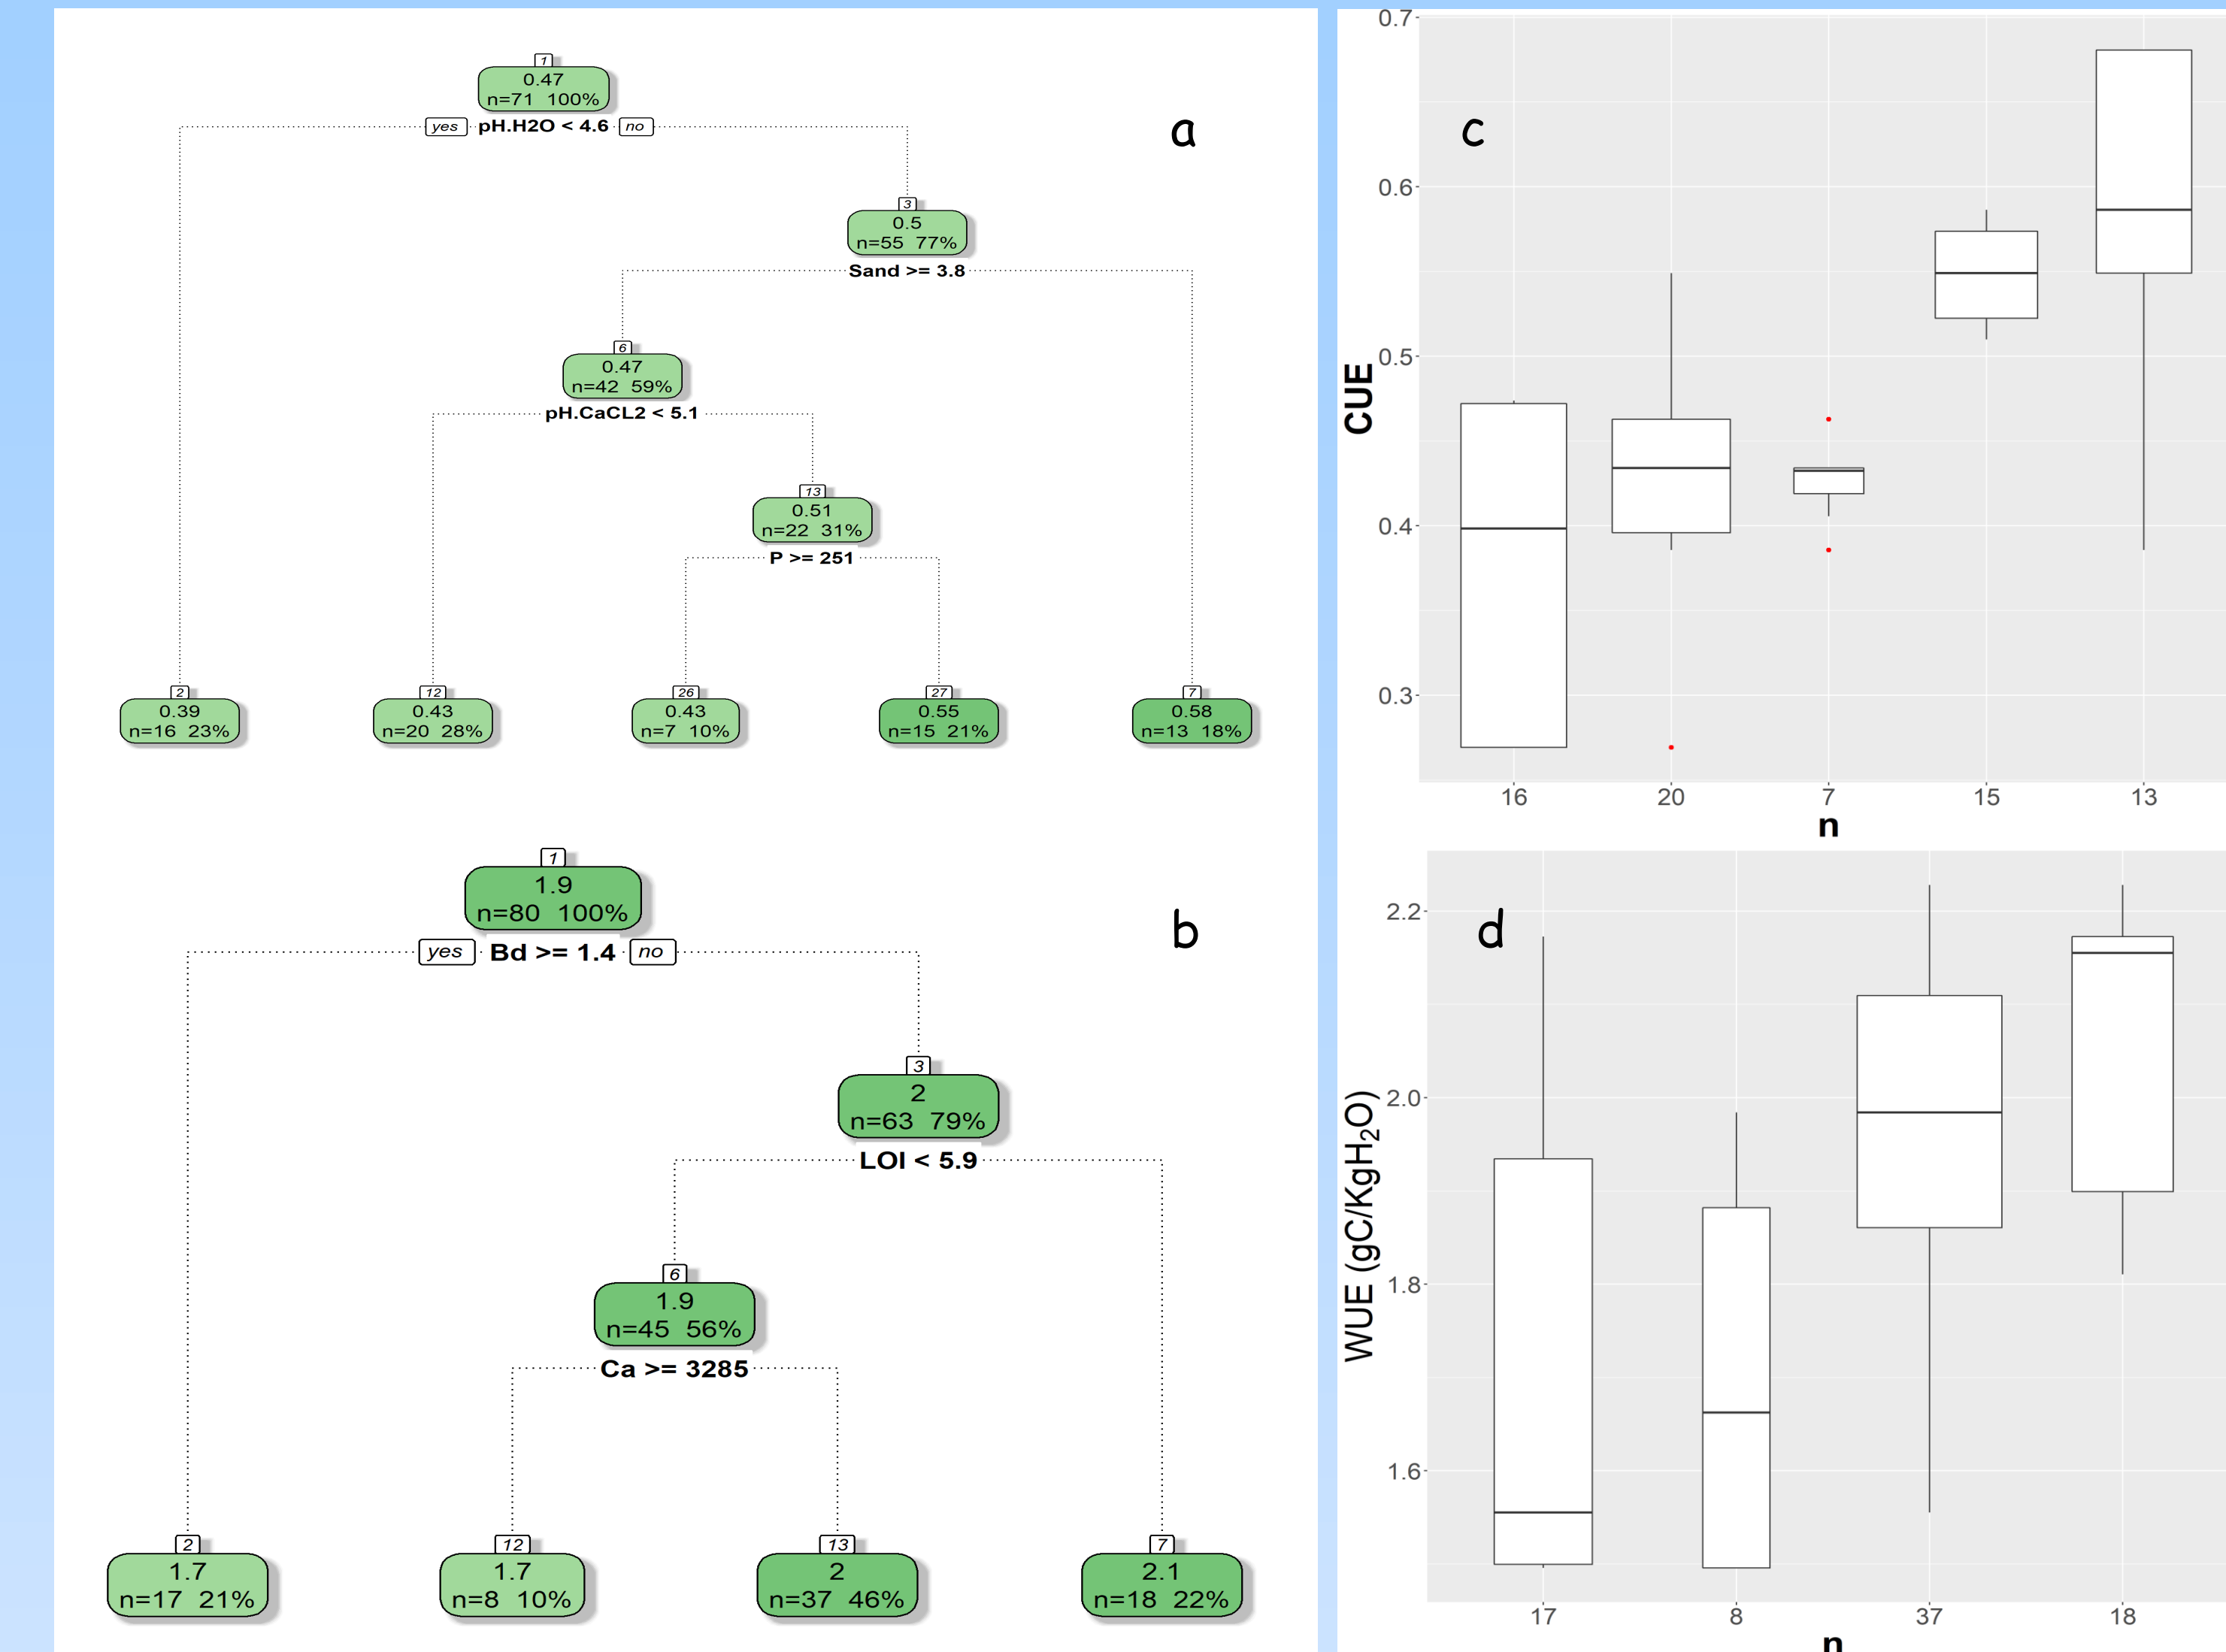 1
0.47
n=71 100%
yes pH.H2O < 4.6 no
a
3
0.5
n=55 77%
Sand >= 3.8
6
0.47
n=42 59%
pH.CaCL2 < 5.1
13
0.51
n=22 31%
P >= 251
2
0.39
n=16 23%
12
0.43
n=20 28%
26
0.43
n=7 10%
27
0.55
n=15 21%
7
0.58
n=13 18%
1
1.9
n=80 100%
yes Bd >= 1.4 no
b
3
2
n=63 79%
LOI < 5.9
6
1.9
n=45 56%
Ca >= 3285
2
1.7
n=17 21%
12
1.7
n=8 10%
13
2
n=37 46%
7
2.1
n=18 22%
c
CUE
0.7
0.6
0.5
0.4
0.3
16 20 7 15 13
n
d
WUE (gC/KgH₂O)
2.2
2.0
1.8
1.6
17 8 37 18
n